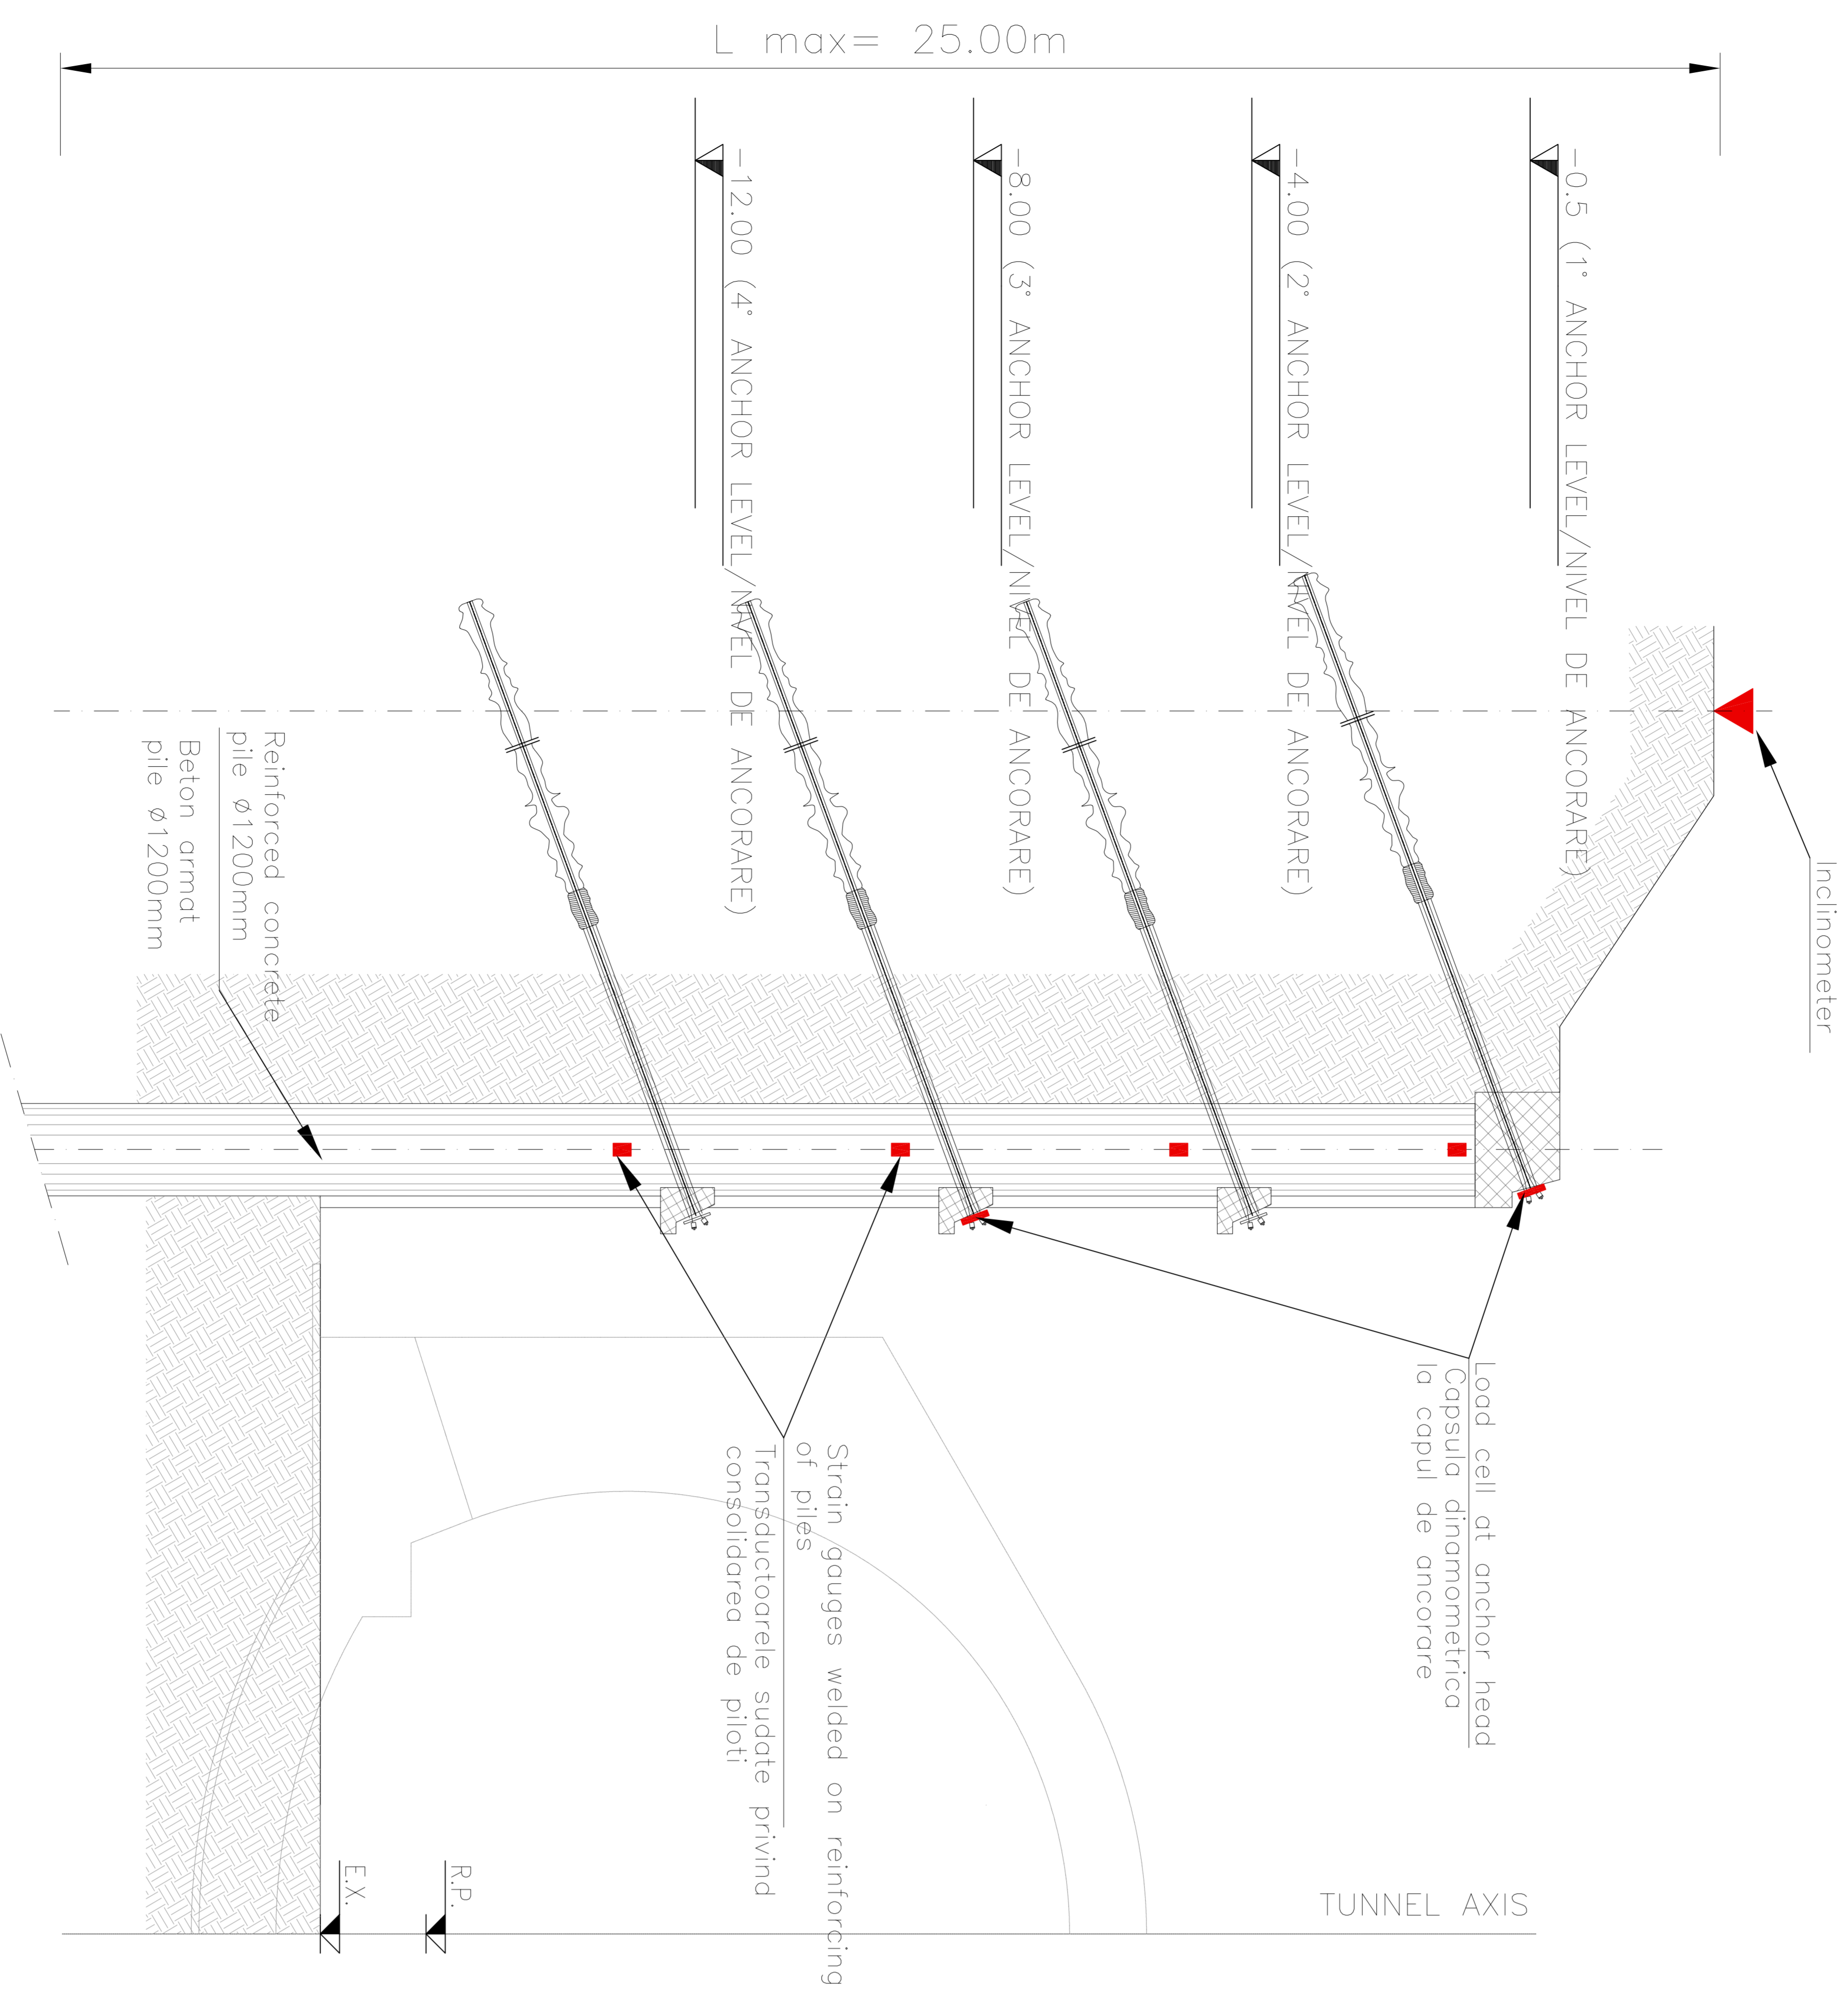 Inclinometer
-0.5 (1° ANCHOR LEVEL/NIVEL DE ANCORARE)
-4.00 (2° ANCHOR LEVEL/NIVEL DE ANCORARE)
-8.00 (3° ANCHOR LEVEL/NIVEL DE ANCORARE)
-12.00 (4° ANCHOR LEVEL/NIVEL DE ANCORARE)
L max= 25.00m
Reinforced concrete
pile ø1200mm
Beton armat
pile ø1200mm
Load cell at anchor head
Capsula dinamometrica
la capul de ancorare
Strain gauges welded on reinforcing
of piles
Transductoarele sudate privind
consolidarea de piloti
TUNNEL AXIS
R.P.
E.X.